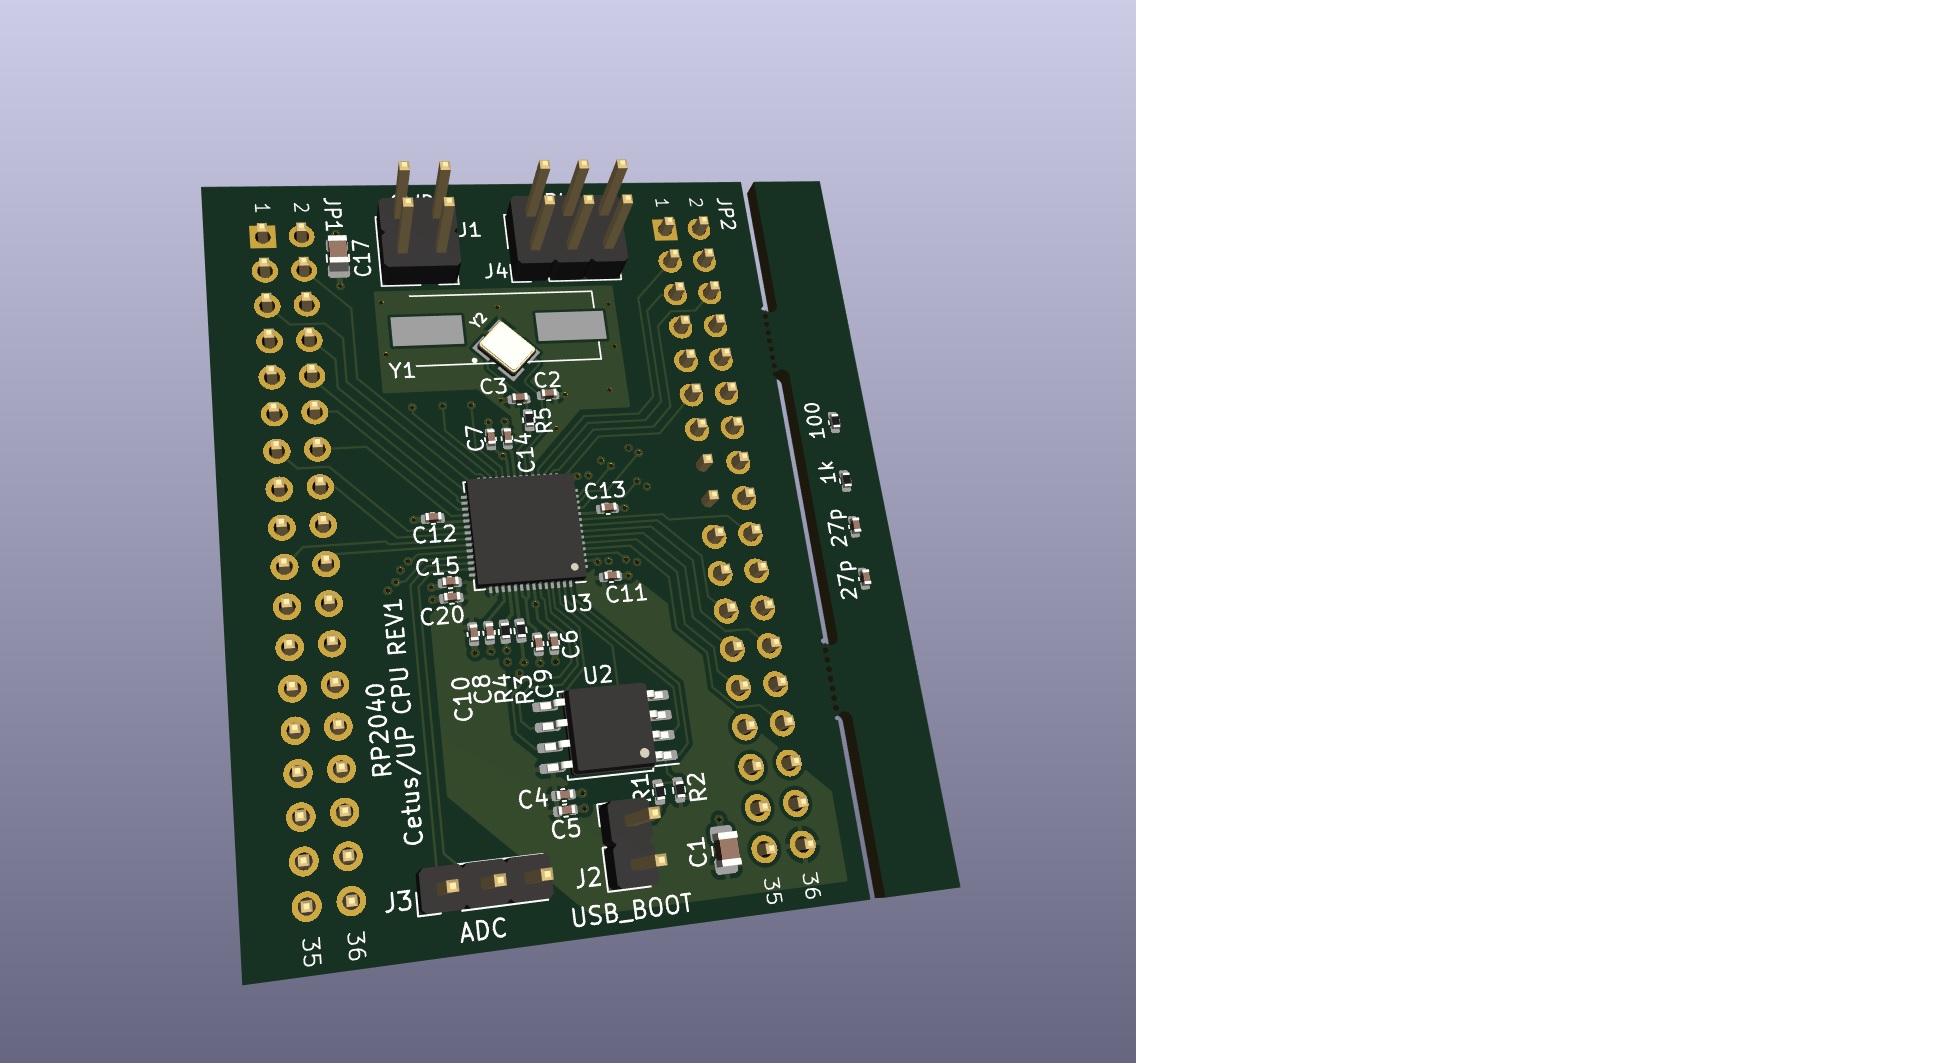 1
2
JP1
C17
J1
J4
1
2
JP2
Y2
Y1
C3
C2
R5
C7
C14
C13
C12
C15
C20
C11
U3
100
1k
27p
27p
C6
C10
C8
R4
R3
C9
U2
RP2040
Cetus/UP CPU REV1
R1
R2
C4
C5
C1
J2
J3
USB_BOOT
ADC
35
36
35
36